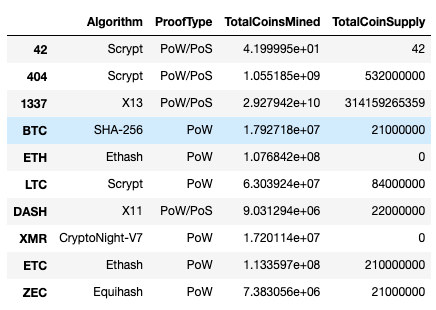 Algorithm ProofType TotalCoinsMined TotalCoinSupply
42 Scrypt PoW/PoS 4.199995e+01 42
404 Scrypt PoW/PoS 1.055185e+09 532000000
1337 X13 PoW/PoS 2.927942e+10 314159265359
BTC SHA-256 PoW 1.792718e+07 21000000
ETH Ethash PoW 1.076842e+08 0
LTC Scrypt PoW 6.303924e+07 84000000
DASH X11 PoW/PoS 9.031294e+06 22000000
XMR CryptoNight-V7 PoW 1.720114e+07 0
ETC Ethash PoW 1.133597e+08 210000000
ZEC Equihash PoW 7.383056e+06 21000000